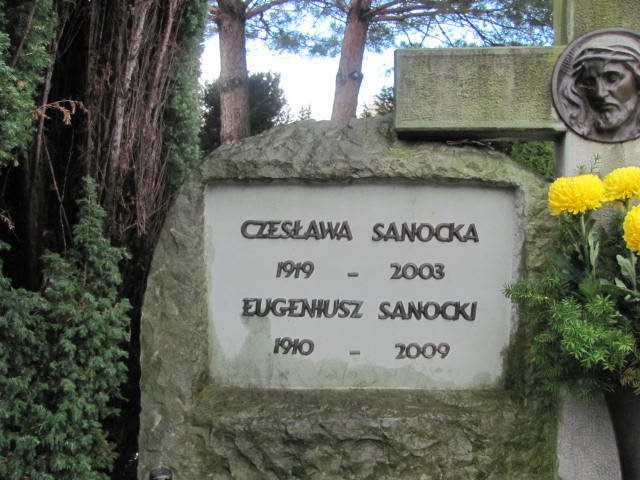 CZESŁAWA SANOCKA
1919 - 2003
EUGENIUSZ SANOCKI
1910 - 2009